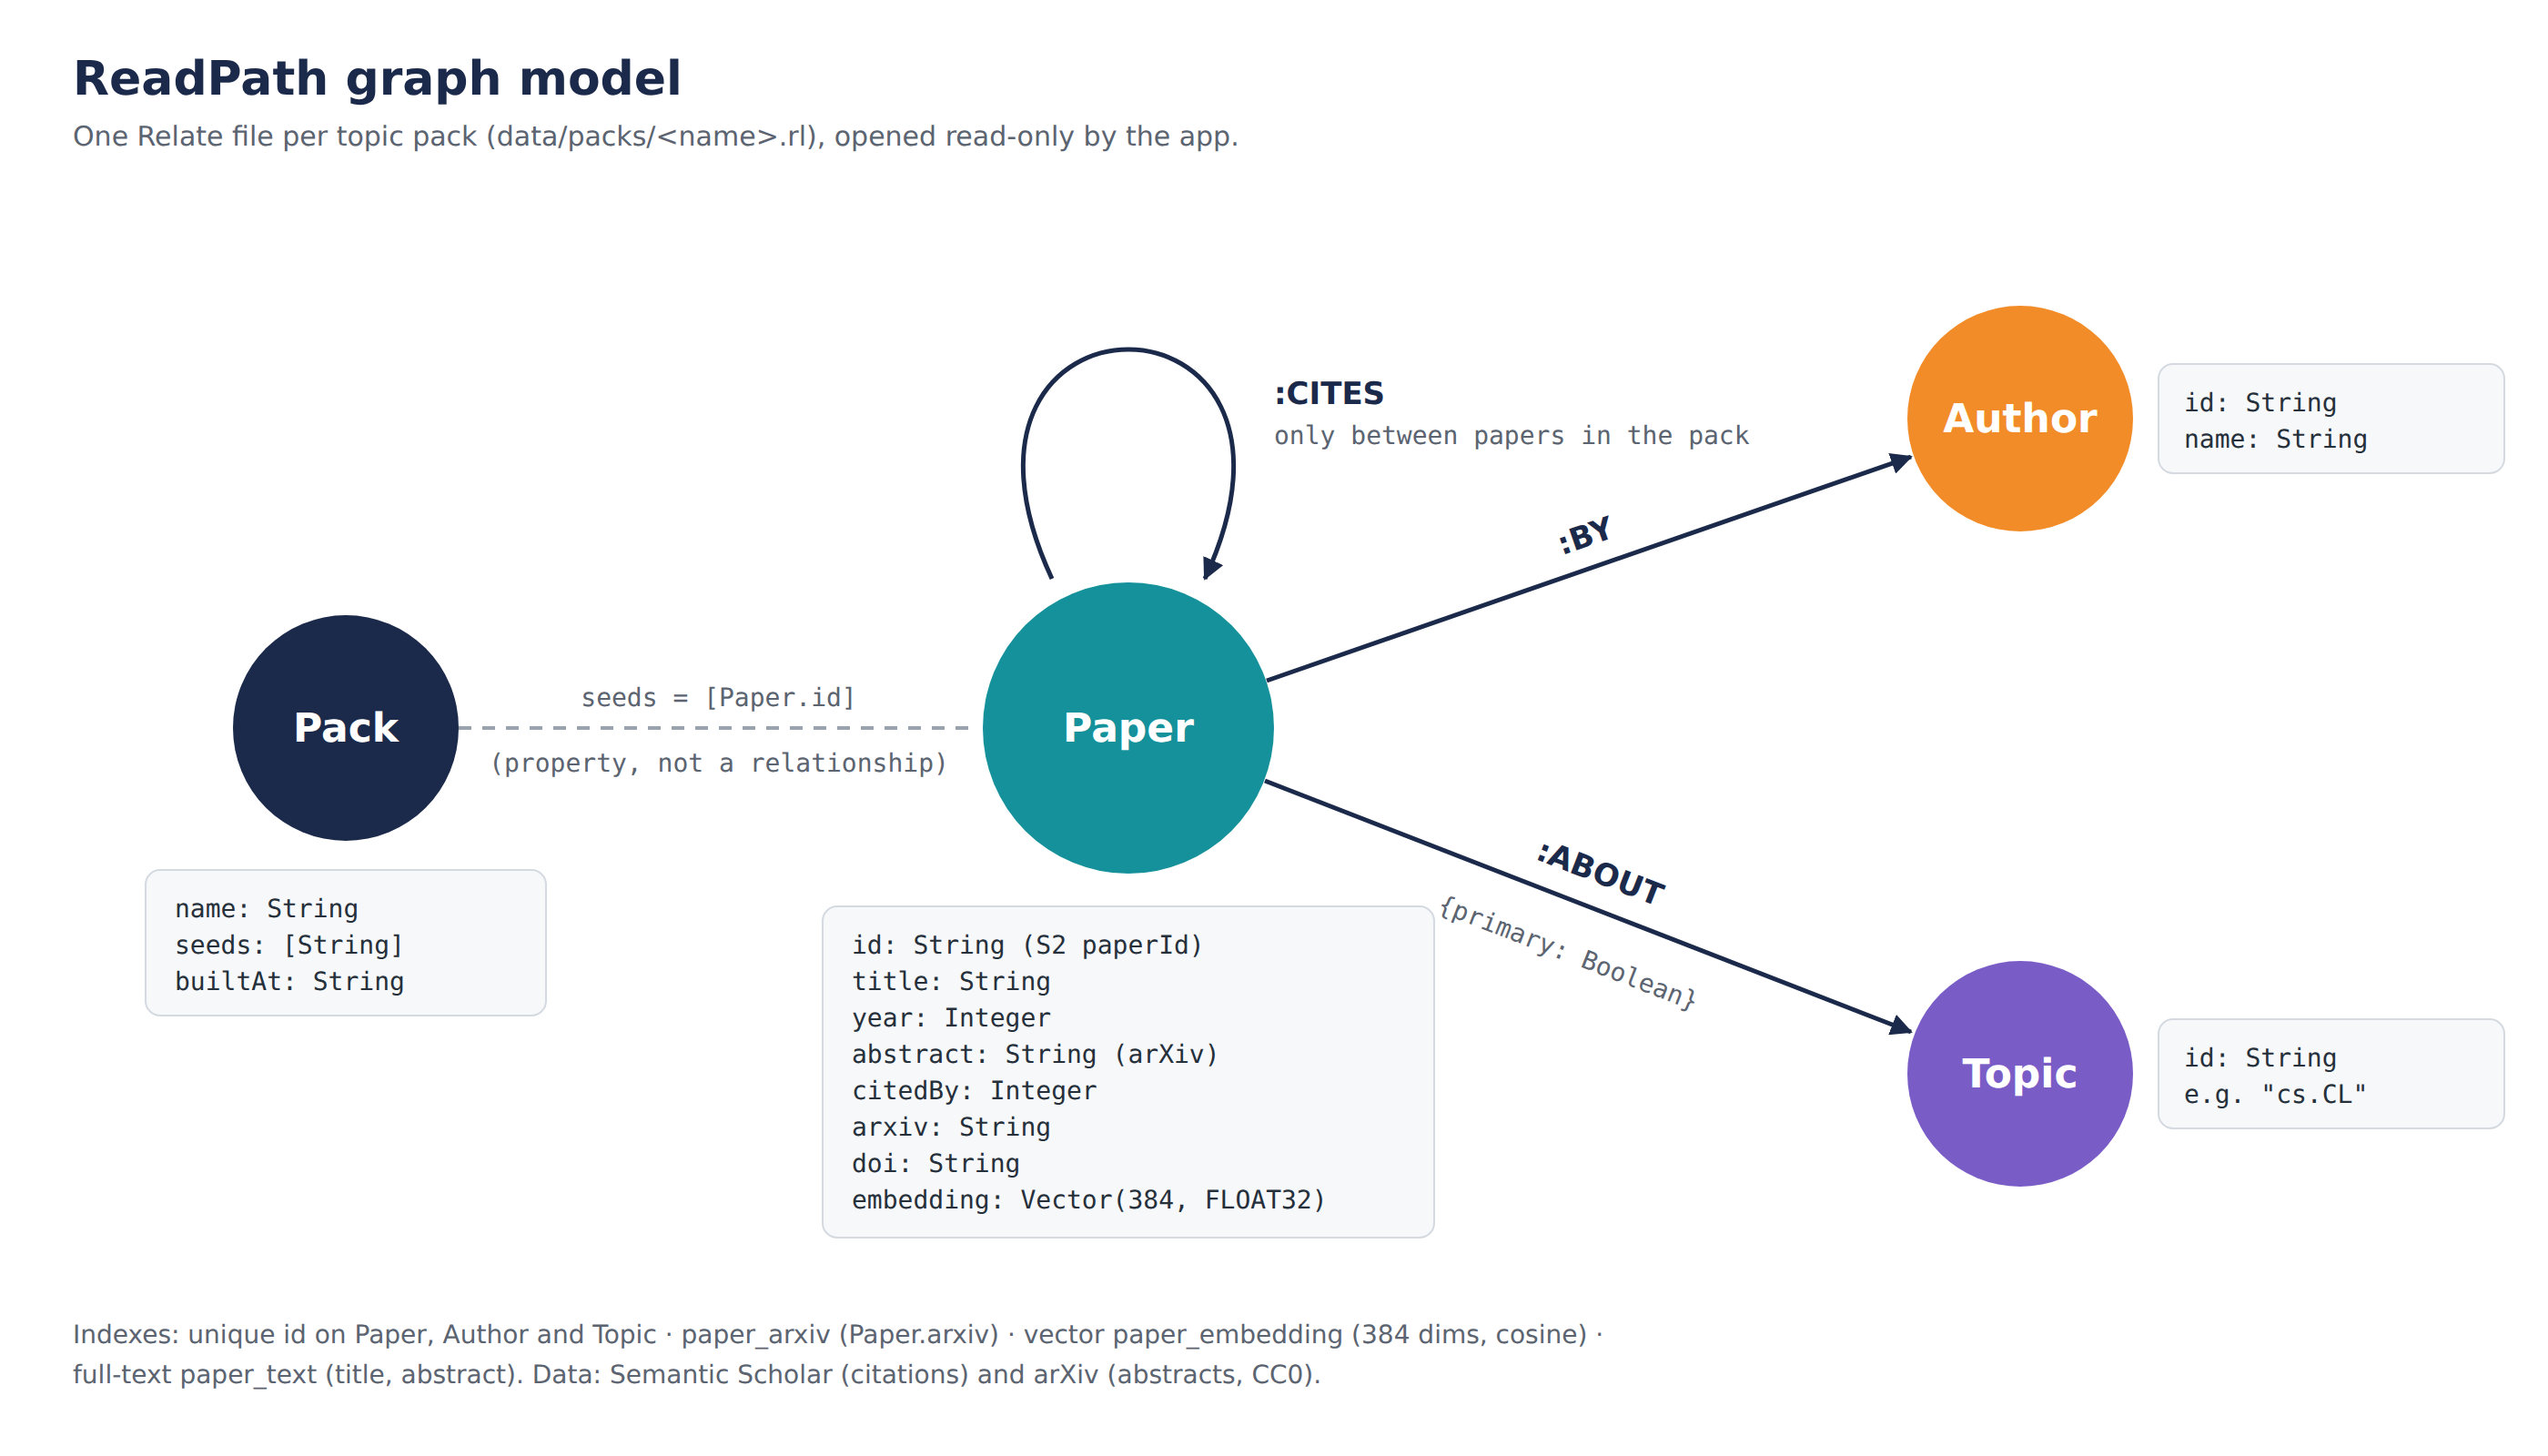 ReadPath graph model
One Relate file per topic pack (data/packs/<name>.rl), opened read-only by the app.
:CITES
only between papers in the pack
Author
id: String
name: String
:BY
Pack
seeds = [Paper.id]
(property, not a relationship)
Paper
name: String
seeds: [String]
builtAt: String
:ABOUT
{primary: Boolean}
id: String (S2 paperId)
title: String
year: Integer
abstract: String (arXiv)
citedBy: Integer
arxiv: String
doi: String
embedding: Vector(384, FLOAT32)
Topic
id: String
e.g. "cs.CL"
Indexes: unique id on Paper, Author and Topic · paper_arxiv (Paper.arxiv) · vector paper_embedding (384 dims, cosine) ·
full-text paper_text (title, abstract). Data: Semantic Scholar (citations) and arXiv (abstracts, CC0).